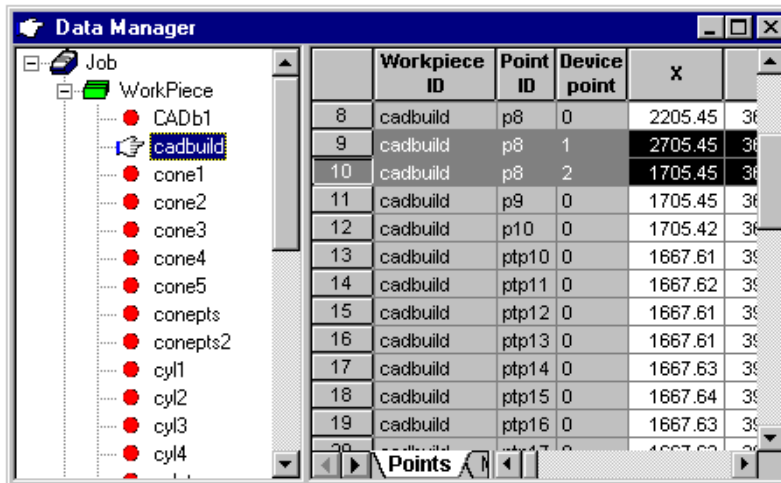 Data Manager
Job
WorkPiece
CADb1
cadbuild
cone1
cone2
cone3
cone4
cone5
conepts
conepts2
cyl1
cyl2
cyl3
cyl4
Workpiece ID Point ID Device point X
8 cadbuild p8 0 2205.45
9 cadbuild p8 1 2705.45
10 cadbuild p8 2 1705.45
11 cadbuild p9 0 1705.45
12 cadbuild p10 0 1705.42
13 cadbuild ptp10 0 1667.61
14 cadbuild ptp11 0 1667.62
15 cadbuild ptp12 0 1667.61
16 cadbuild ptp13 0 1667.61
17 cadbuild ptp14 0 1667.63
18 cadbuild ptp15 0 1667.64
19 cadbuild ptp16 0 1667.63
Points